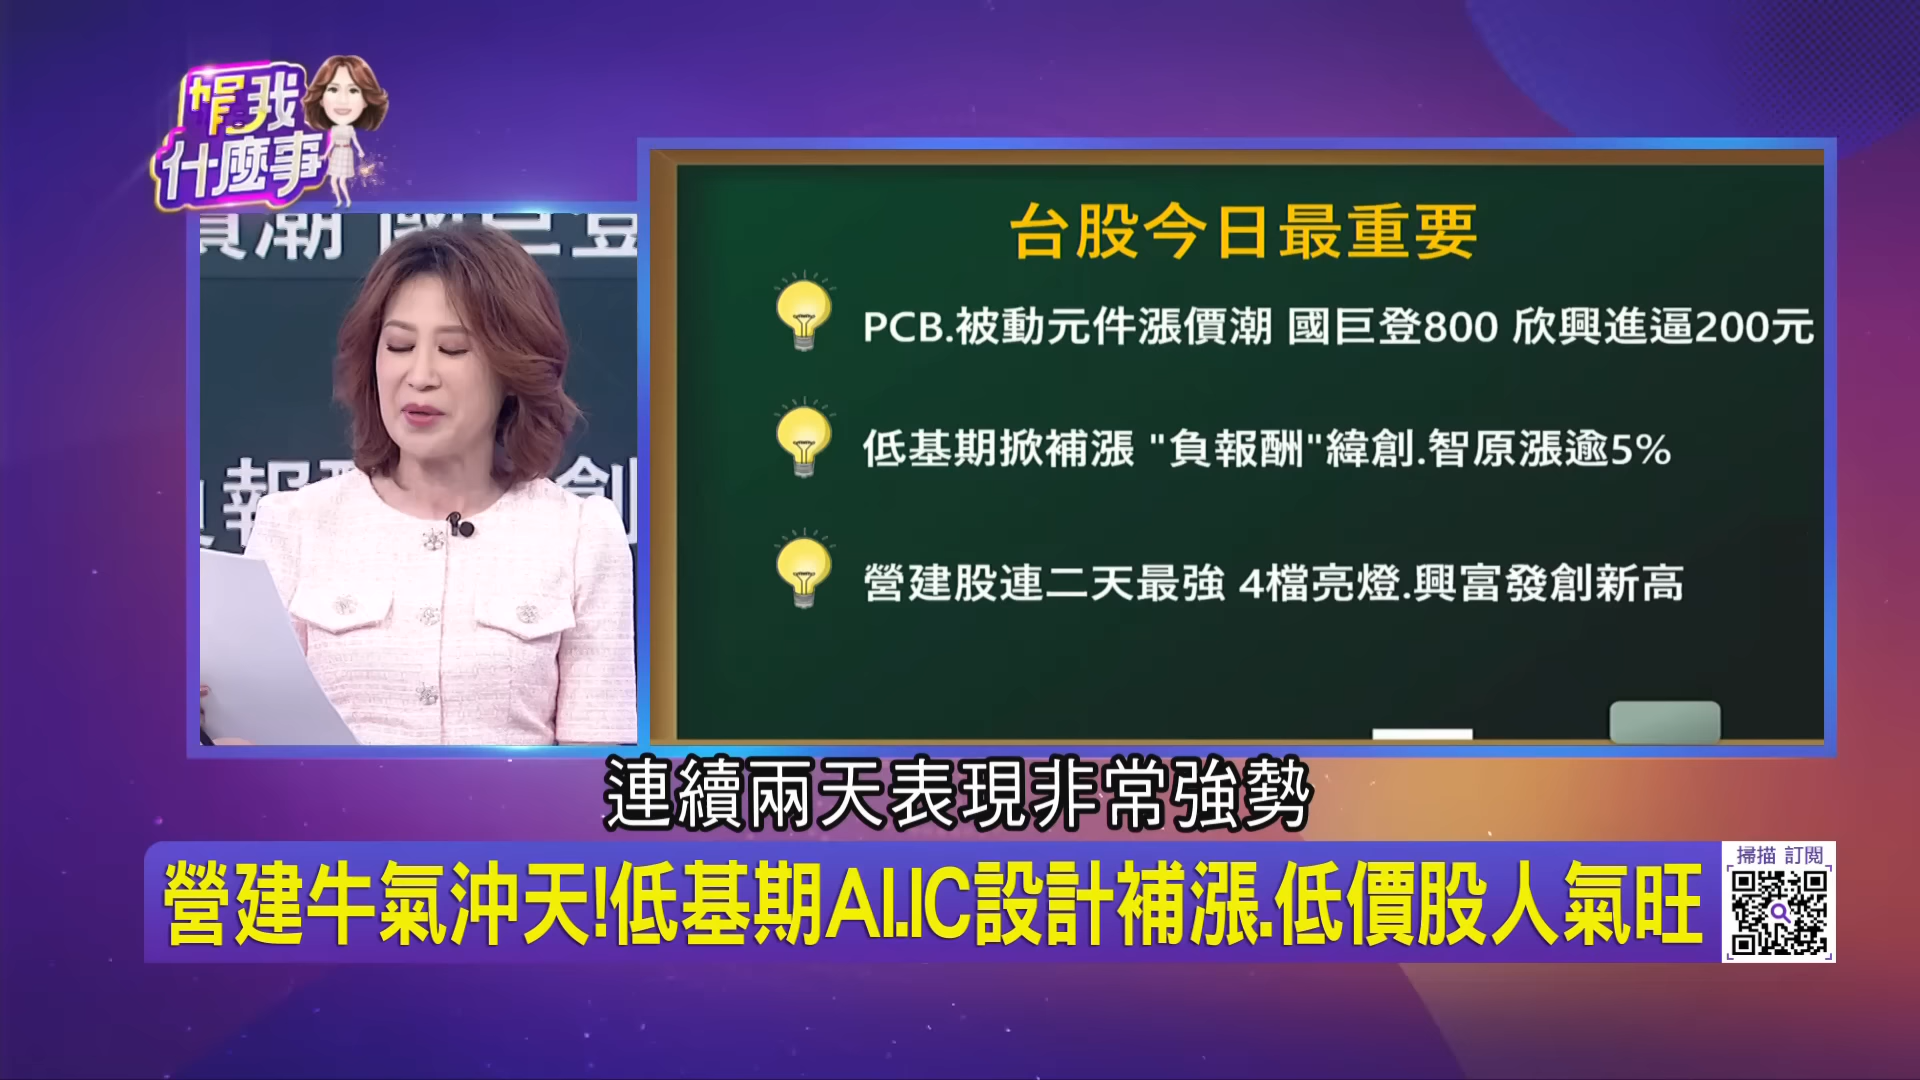 幄我
什麼事
台股今日最重要
PCB.被動元件漲價潮 國巨登800 欣興進逼200元
低基期掀補漲 "負報酬"緯創.智原漲逾5%
營建股連二天最強 4檔亮燈.興富發創新高
連續兩天表現非常強勢
營建牛氣沖天!低基期AI.IC設計補漲.低價股人氣旺
掃描 訂閱